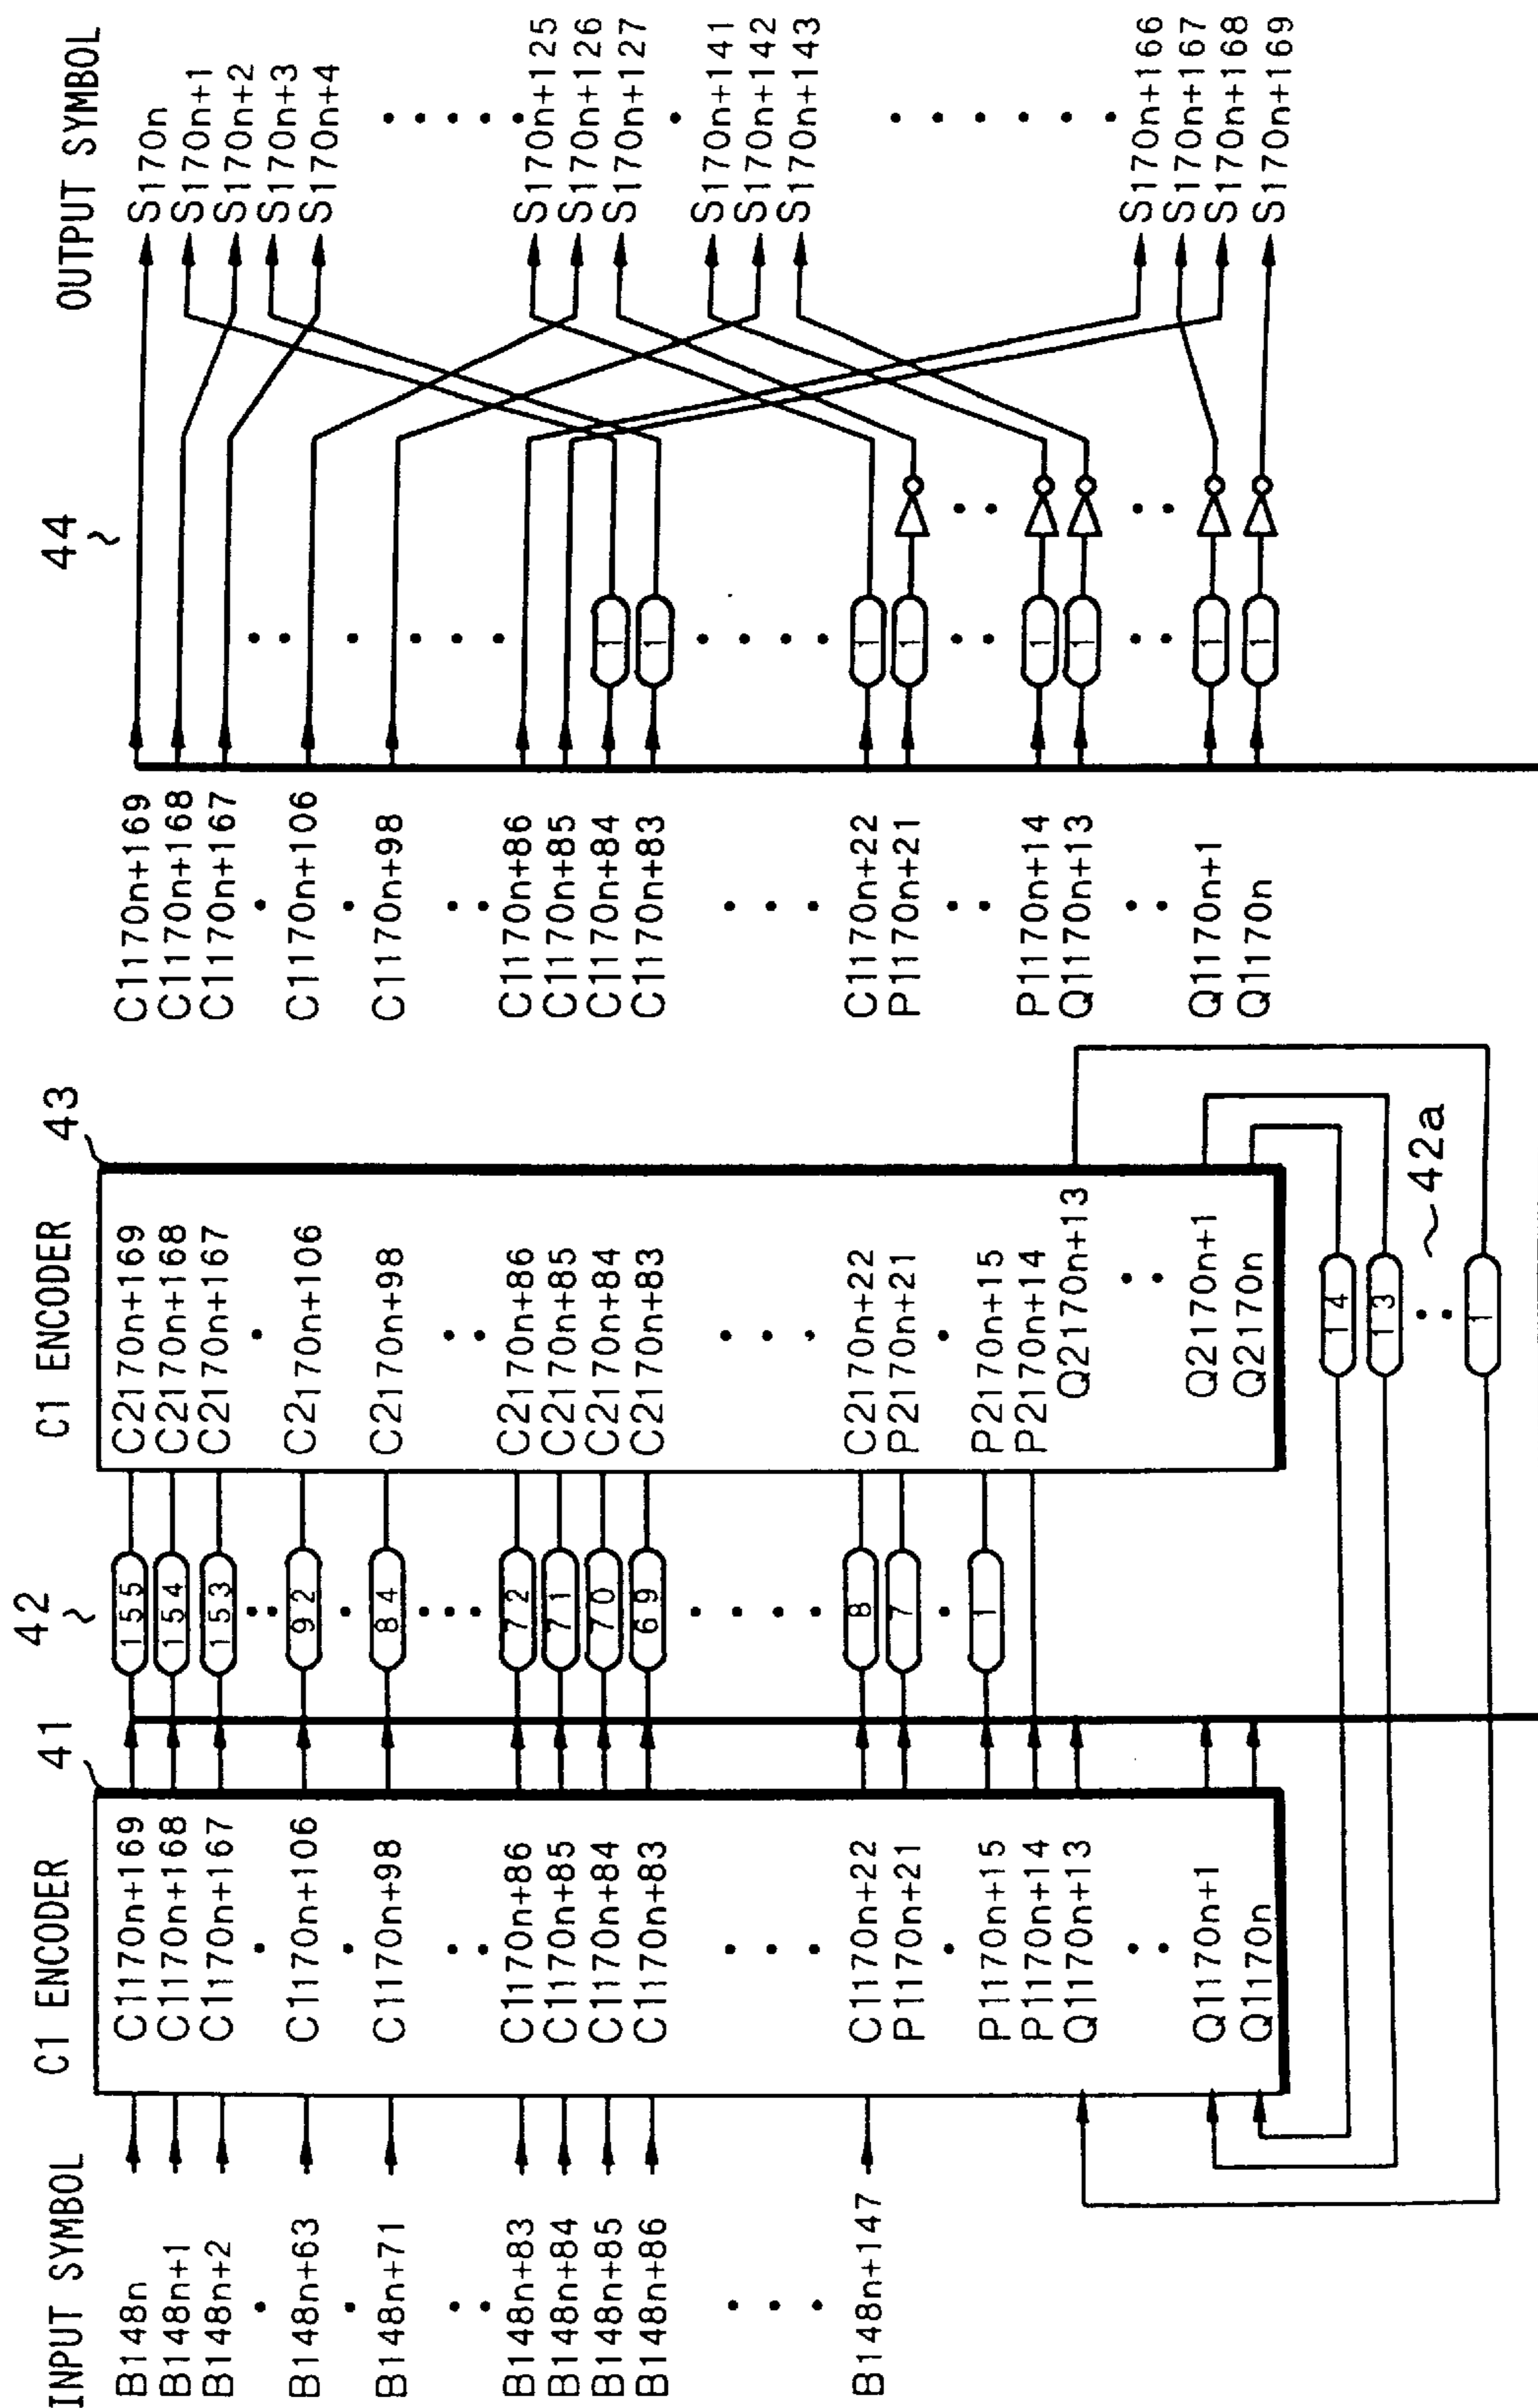 INPUT SYMBOL
B148n
B148n+1
B148n+2
B148n+63
B148n+71
B148n+83
B148n+84
B148n+85
B148n+86
B148n+147
C1 ENCODER
41
C1170n+169
C1170n+168
C1170n+167
C1170n+106
C1170n+98
C1170n+86
C1170n+85
C1170n+84
C1170n+83
C1170n+22
P1170n+21
P1170n+15
P1170n+14
Q1170n+13
Q1170n+1
Q1170n
42
155
154
153
92
84
72
71
70
69
8
7
1
C1 ENCODER
43
C2170n+169
C2170n+168
C2170n+167
C2170n+106
C2170n+98
C2170n+86
C2170n+85
C2170n+84
C2170n+83
C2170n+22
P2170n+21
P2170n+15
P2170n+14
Q2170n+13
Q2170n+1
Q2170n
14
13
1
42a
C1170n+169
C1170n+168
C1170n+167
C1170n+106
C1170n+98
C1170n+86
C1170n+85
C1170n+84
C1170n+83
C1170n+22
P1170n+21
P1170n+14
Q1170n+13
Q1170n+1
Q1170n
44
1
1
1
1
1
1
1
1
OUTPUT SYMBOL
S170n
S170n+1
S170n+2
S170n+3
S170n+4
S170n+125
S170n+126
S170n+127
S170n+141
S170n+142
S170n+143
S170n+166
S170n+167
S170n+168
S170n+169